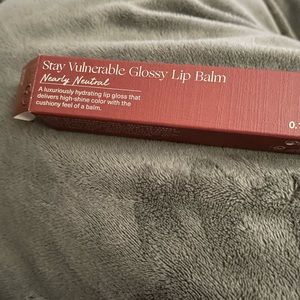 Stay Vulnerable Glossy Lip Balm
Nearly Neutral
A luxuriously hydrating lip gloss that
delivers high-shine color with the
cushiony feel of a balm.